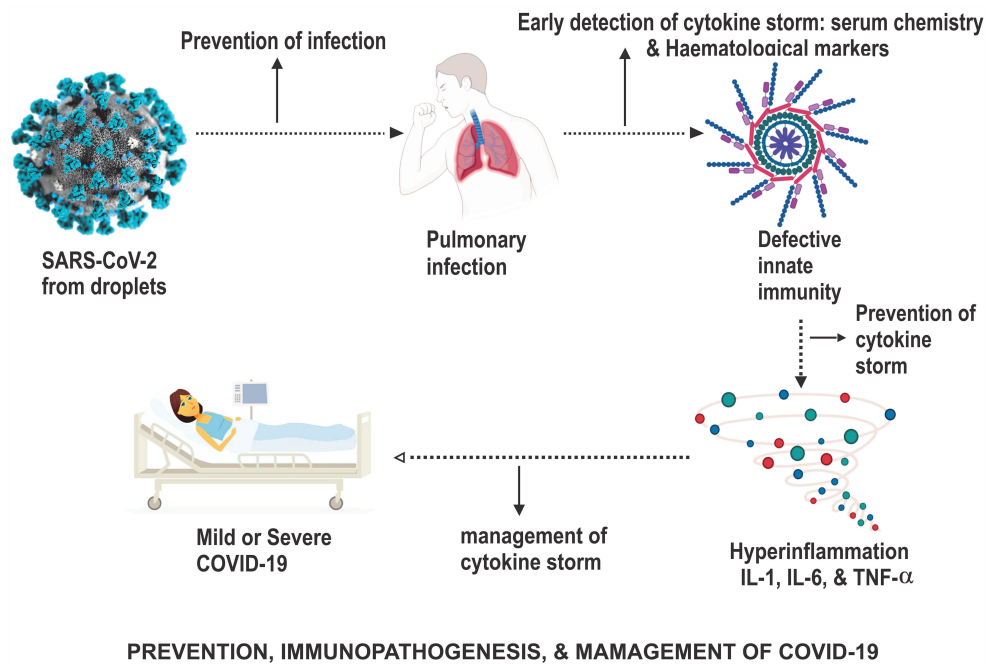 Prevention of infection
Early detection of cytokine storm: serum chemistry
& Haematological markers
SARS-CoV-2
from droplets
Pulmonary
infection
Defective
innate
immunity
Prevention of
cytokine
storm
Mild or Severe
COVID-19
management of
cytokine storm
Hyperinflammation
IL-1, IL-6, & TNF-α
PREVENTION, IMMUNOPATHOGENESIS, & MAMAGEMENT OF COVID-19